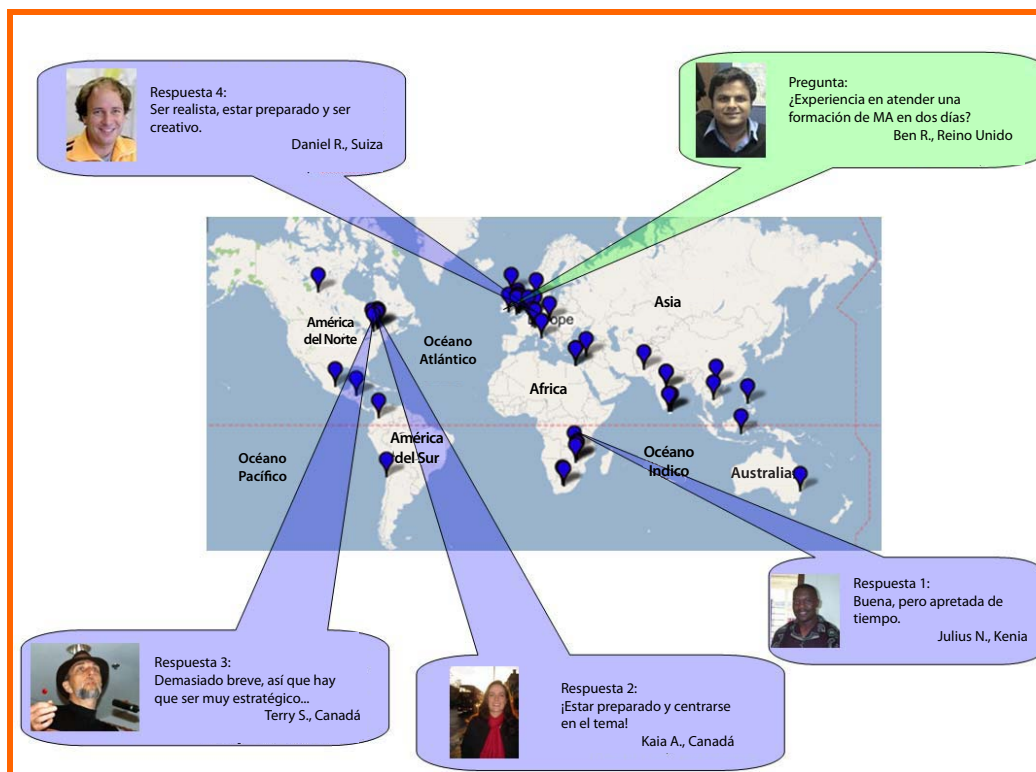 Respuesta 4:
Ser realista, estar preparado y ser
creativo.
Daniel R., Suiza
Pregunta:
¿Experiencia en atender una
formación de MA en dos días?
Ben R., Reino Unido
América
del Norte
Océano
Atlántico
Europe
Asia
Africa
Océano
Pacífico
América
del Sur
Océano
Indico
Australia
Respuesta 1:
Buena, pero apretada de
tiempo.
Julius N., Kenia
Respuesta 3:
Demasiado breve, así que hay
que ser muy estratégico...
Terry S., Canadá
Respuesta 2:
¡Estar preparado y centrarse
en el tema!
Kaia A., Canadá